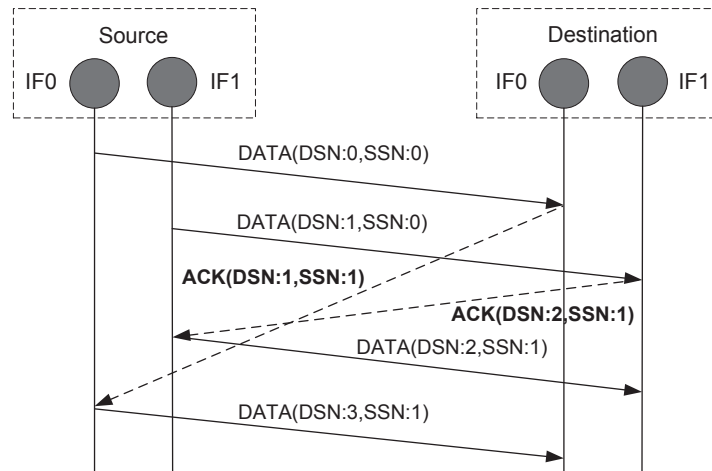 Source
Destination
IF0
IF1
IF0
IF1
DATA(DSN:0,SSN:0)
DATA(DSN:1,SSN:0)
ACK(DSN:1,SSN:1)
ACK(DSN:2,SSN:1)
DATA(DSN:2,SSN:1)
DATA(DSN:3,SSN:1)